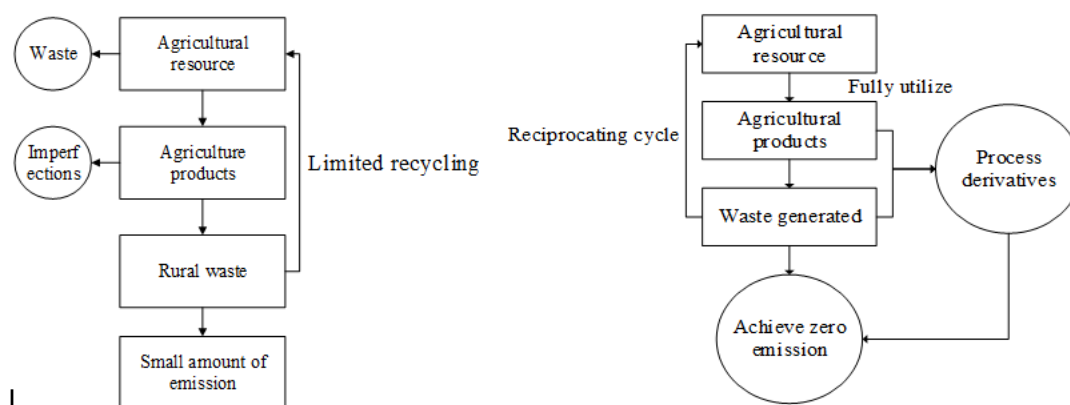 Waste
Agricultural
resource
Imperf
ections
Agriculture
products
Limited recycling
Rural waste
Small amount of
emission
Agricultural
resource
Fully utilize
Reciprocating cycle
Agricultural
products
Process
derivatives
Waste generated
Achieve zero
emission